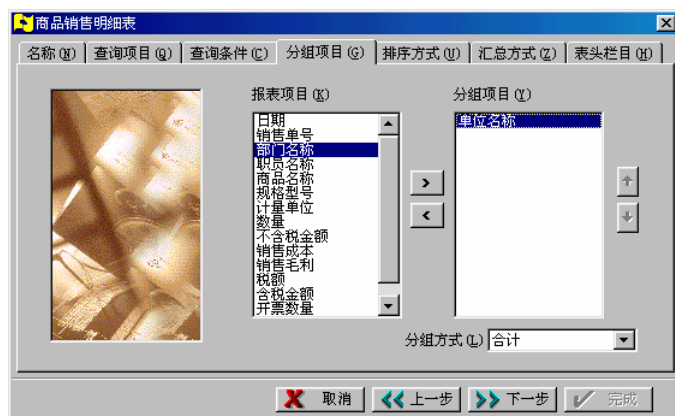 商品销售明细表
名称(N) 查询项目(Q) 查询条件(C) 分组项目(G) 排序方式(U) 汇总方式(Z) 表头栏目(H)
报表项目(K)
日期
销售单号
部门名称
职员名称
商品名称
规格型号
计量单位
数量
不含税金额
销售成本
销售毛利
税额
含税金额
开票数量
>
<
分组项目(Y)
单位名称
分组方式(L) 合计
取消 上一步 下一步 完成